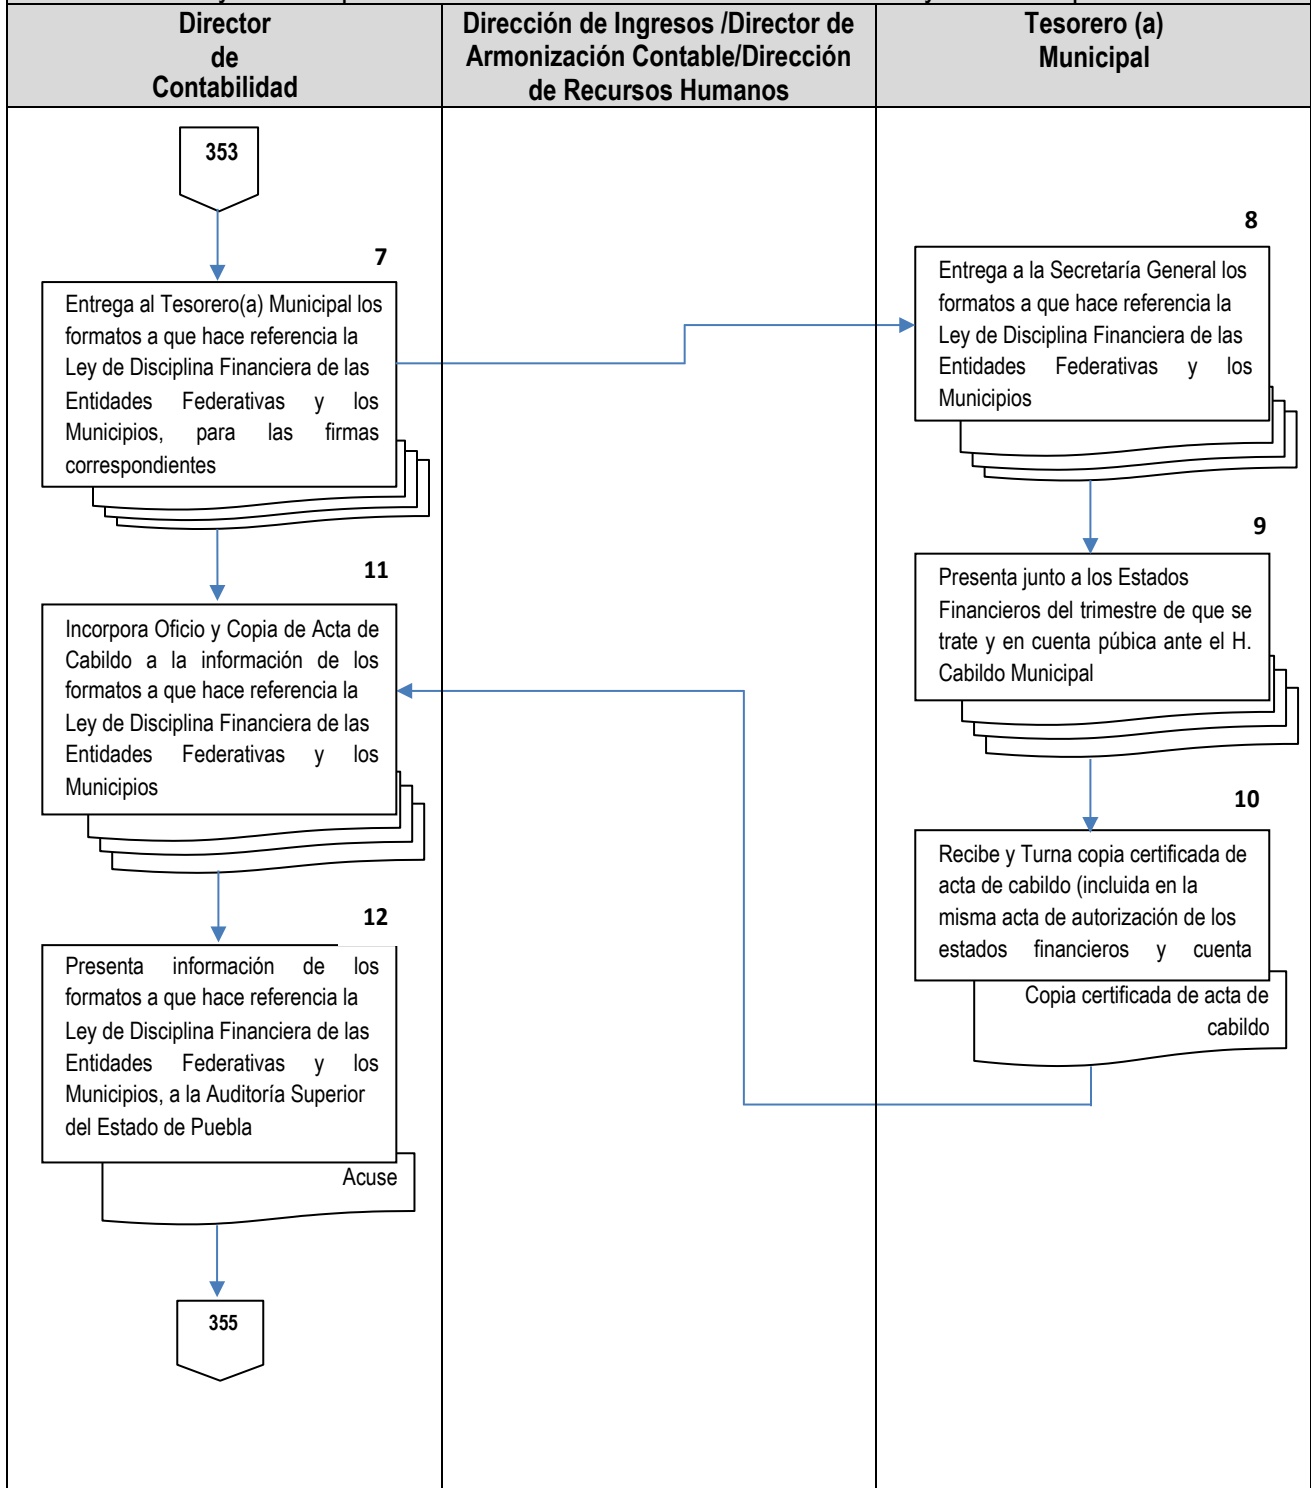 Director
de
Contabilidad
Dirección de Ingresos /Director de
Armonización Contable/Dirección
de Recursos Humanos
Tesorero (a)
Municipal
353
7
Entrega al Tesorero(a) Municipal los
formatos a que hace referencia la
Ley de Disciplina Financiera de las
Entidades Federativas y los
Municipios, para las firmas
correspondientes
8
Entrega a la Secretaría General los
formatos a que hace referencia la
Ley de Disciplina Financiera de las
Entidades Federativas y los
Municipios
9
Presenta junto a los Estados
Financieros del trimestre de que se
trate y en cuenta púbica ante el H.
Cabildo Municipal
10
Recibe y Turna copia certificada de
acta de cabildo (incluida en la
misma acta de autorización de los
estados financieros y cuenta
Copia certificada de acta de
cabildo
11
Incorpora Oficio y Copia de Acta de
Cabildo a la información de los
formatos a que hace referencia la
Ley de Disciplina Financiera de las
Entidades Federativas y los
Municipios
12
Presenta información de los
formatos a que hace referencia la
Ley de Disciplina Financiera de las
Entidades Federativas y los
Municipios, a la Auditoría Superior
del Estado de Puebla
Acuse
355